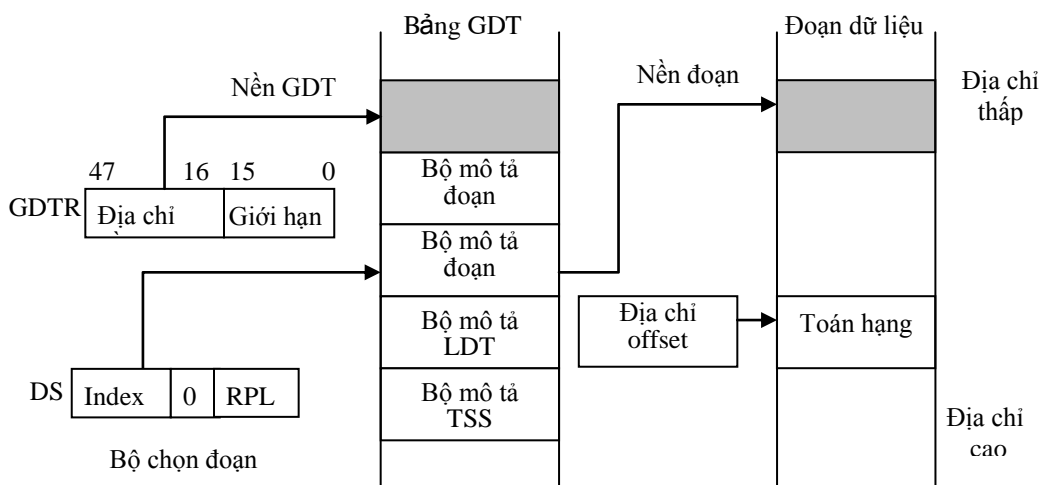 Bảng GDT
Đoạn dữ liệu
Nền GDT
Nền đoạn
Địa chỉ
thấp
47 16 15 0
GDTR
Địa chỉ
Giới hạn
Bộ mô tả
đoạn
Bộ mô tả
đoạn
Bộ mô tả
LDT
Bộ mô tả
TSS
Địa chỉ
offset
Toán hạng
DS
Index
0
RPL
Bộ chọn đoạn
Địa chỉ
cao